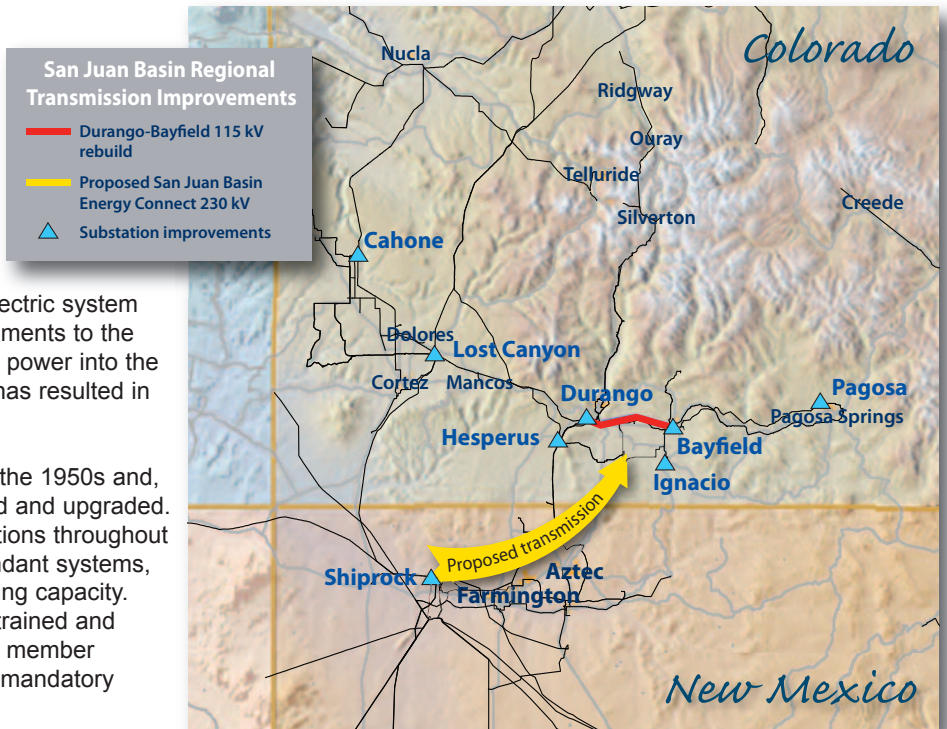 San Juan Basin Regional
Transmission Improvements
Durango-Bayfield 115 kV
rebuild
Proposed San Juan Basin
Energy Connect 230 kV
Substation improvements
ectric system
ements to the
power into the
has resulted in
the 1950s and,
d and upgraded.
tions throughout
ndant systems,
ing capacity.
trained and
member
mandatory
Colorado
Nucla
Ridgway
Ouray
Telluride
Creede
Silverton
Cahone
Dolores
Lost Canyon
Cortez
Mancos
Durango
Pagosa
Pagosa Springs
Hesperus
Bayfield
Ignacio
Proposed transmission
Shiprock
Aztec
Farmington
New Mexico